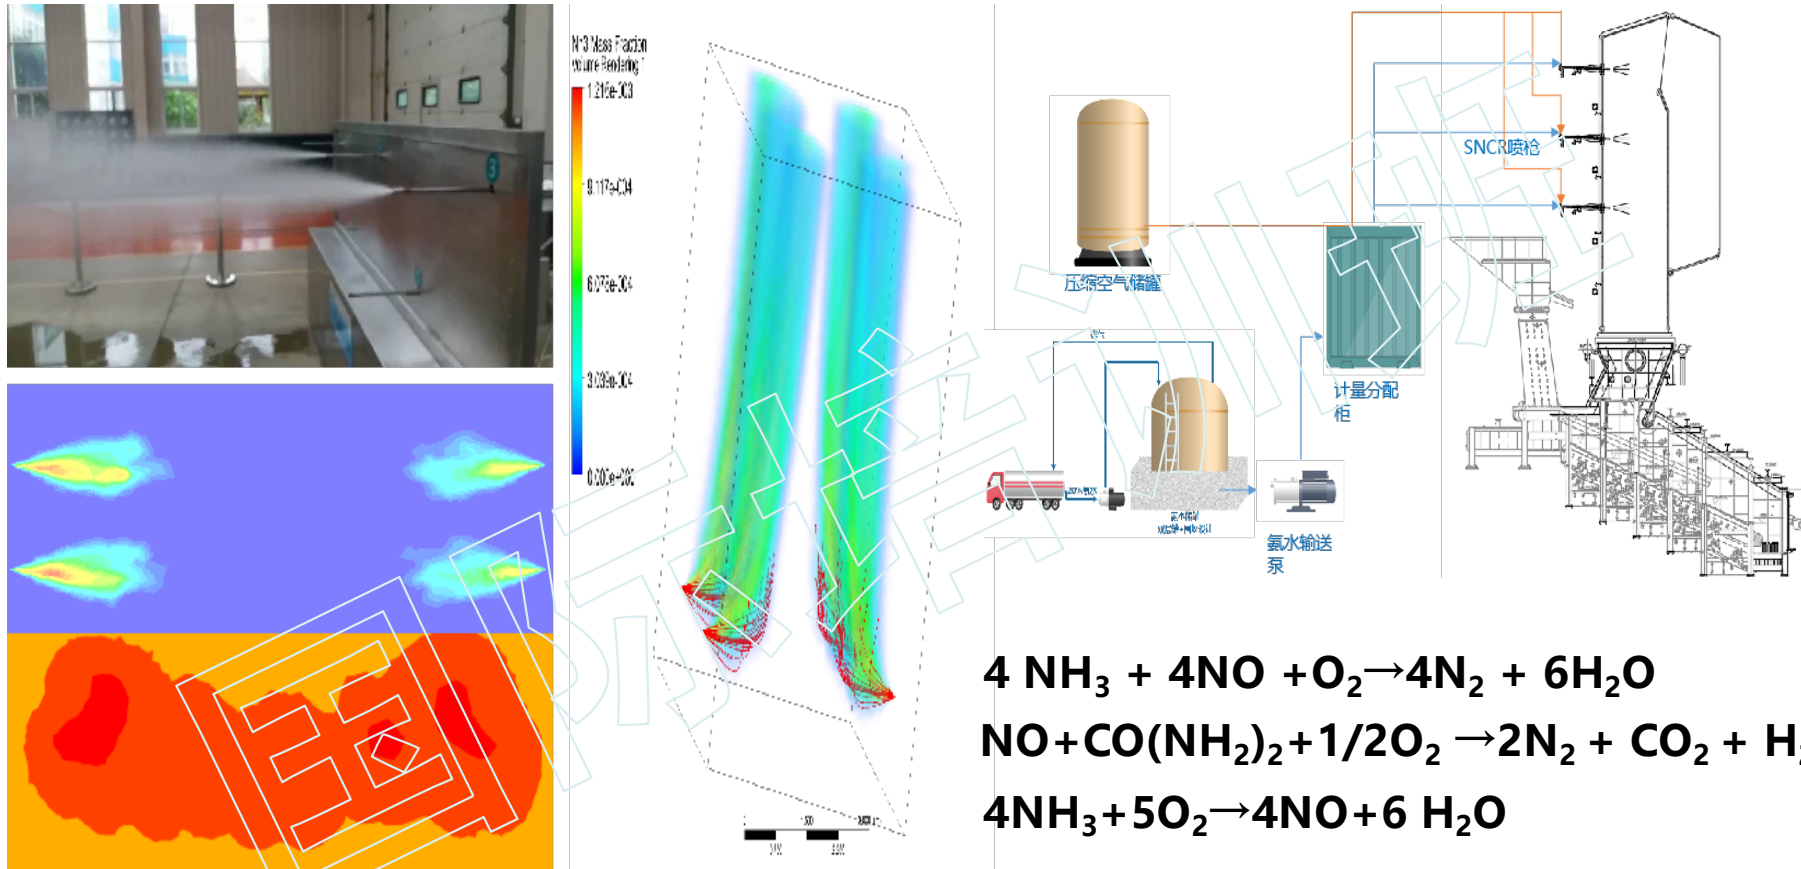 3
NH3 Mass Fraction
Volume Rendering 1
1.216e-003
9.117e-004
6.078e-004
3.039e-004
0.000e+000
SNCR喷枪
压缩空气储罐
计量分配
柜
氨水输送
泵
4 NH₃ + 4NO +O₂→4N₂ + 6H₂O
NO+CO(NH₂)₂+1/2O₂ →2N₂ + CO₂ + H₂
4NH₃+5O₂→4NO+6 H₂O